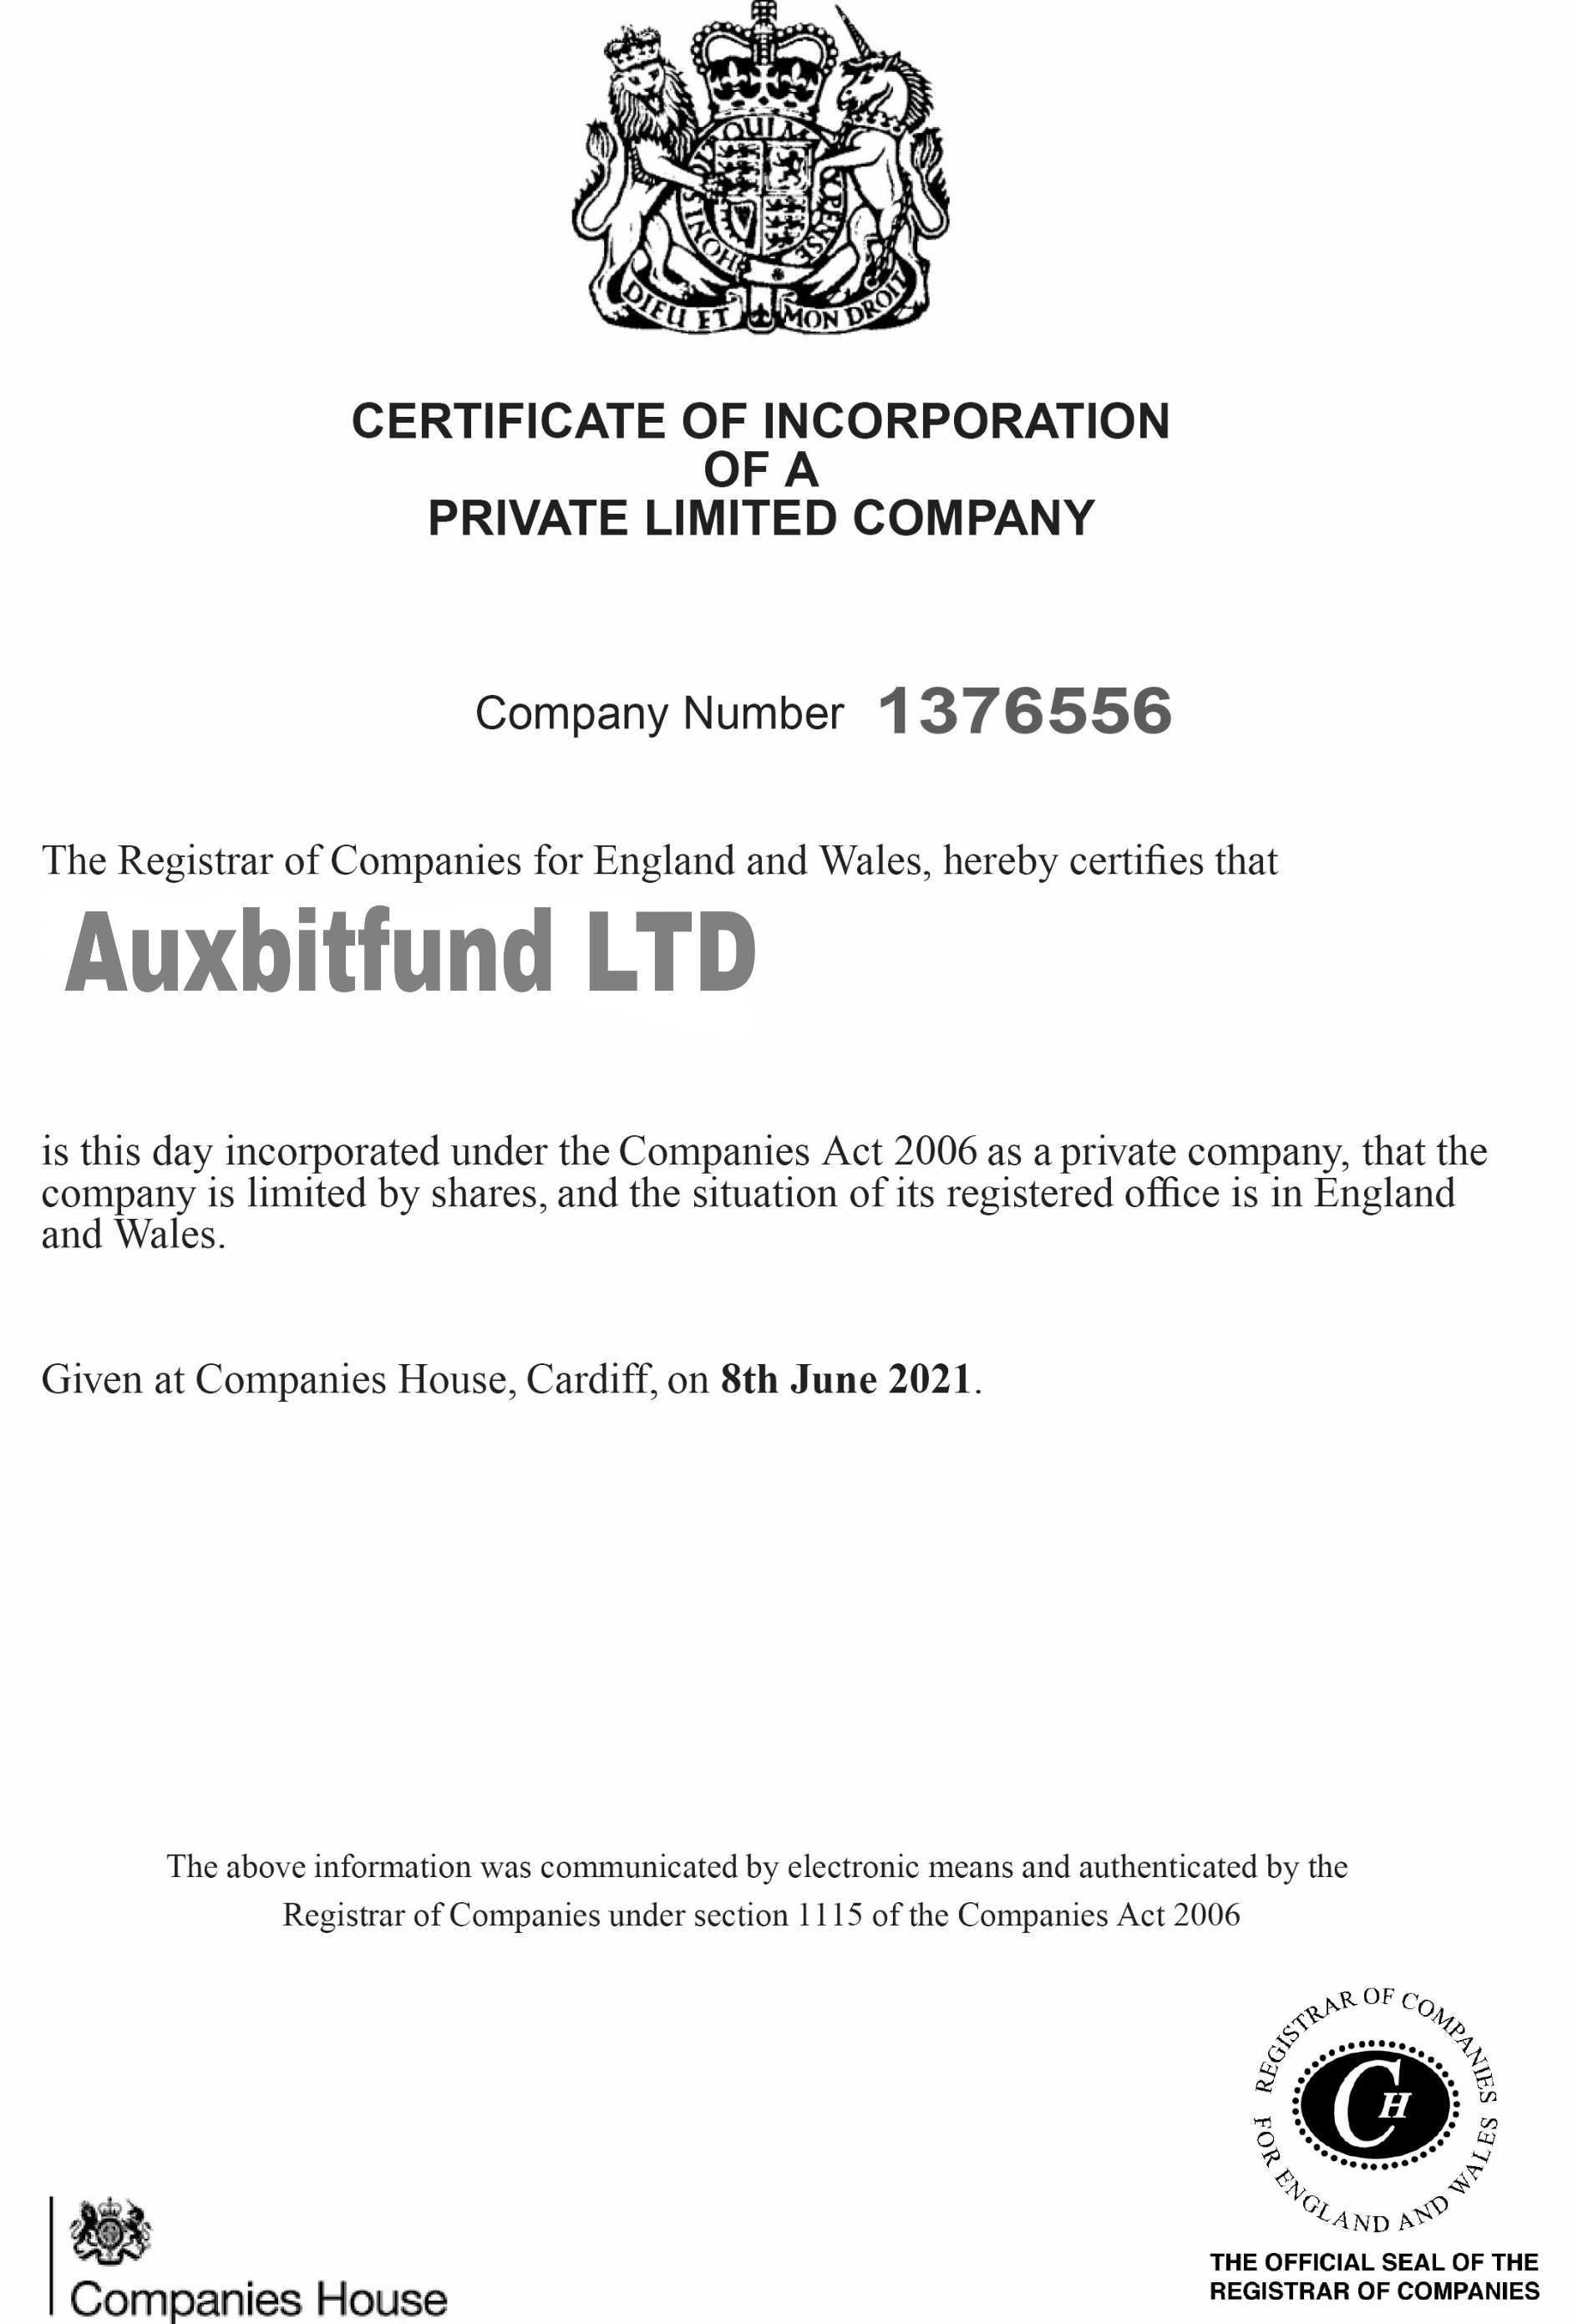 QUI
HONI S
PENSE
DIEU ET MON DROIT
CERTIFICATE OF INCORPORATION
OF A
PRIVATE LIMITED COMPANY
Company Number 1376556
The Registrar of Companies for England and Wales, hereby certifies that
Auxbitfund LTD
is this day incorporated under the Companies Act 2006 as a private company, that the
company is limited by shares, and the situation of its registered office is in England
and Wales.
Given at Companies House, Cardiff, on 8th June 2021.
The above information was communicated by electronic means and authenticated by the
Registrar of Companies under section 1115 of the Companies Act 2006
REGISTRAR OF COMPANIES
FOR ENGLAND AND WALES
CH
THE OFFICIAL SEAL OF THE
REGISTRAR OF COMPANIES
Companies House